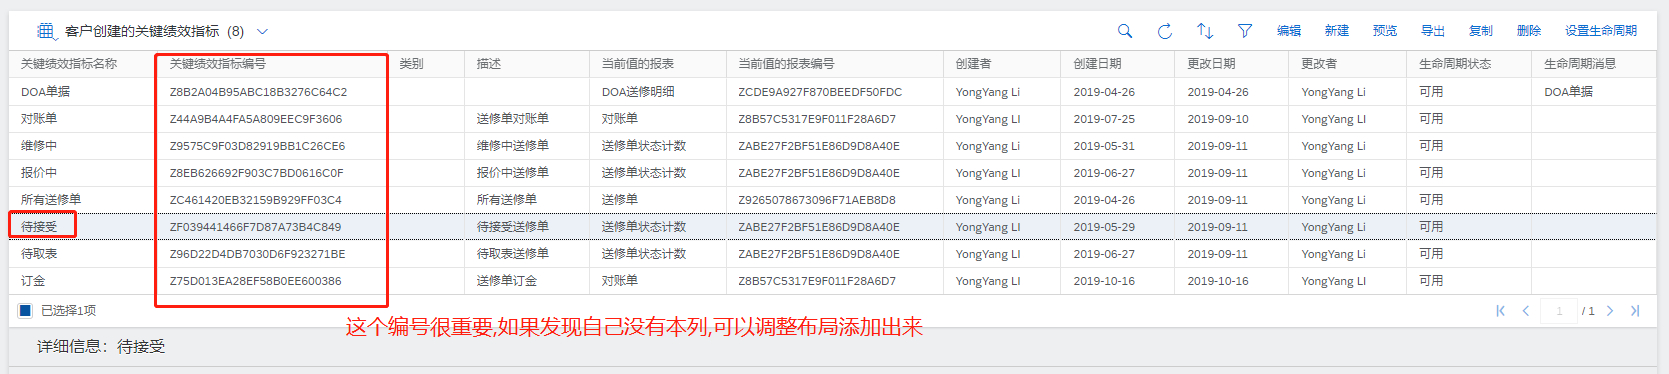 客户创建的关键绩效指标 (8) 编辑 新建 预览 导出 复制 删除 设置生命周期
关键绩效指标名称 关键绩效指标编号 类别 描述 当前值的报表 当前值的报表编号 创建者 创建日期 更改日期 更改者 生命周期状态 生命周期消息
DOA单据 Z8B2A04B95ABC18B3276C64C2 DOA送修明细 ZCDE9A927F870BEEDF50FDC YongYang Li 2019-04-26 2019-04-26 YongYang Li 可用 DOA单据
对账单 Z44A9B4A4FA5A809EEC9F3606 送修单对账单 对账单 Z8B57C5317E9F011F28A6D7 YongYang LI 2019-07-25 2019-09-10 YongYang LI 可用
维修中 Z9575C9F03D82919BB1C26CE6 维修中送修单 送修单状态计数 ZABE27F2BF51E86D9D8A40E YongYang Li 2019-05-31 2019-09-11 YongYang Li 可用
报价中 Z8EB626692F903C7BD0616C0F 报价中送修单 送修单状态计数 ZABE27F2BF51E86D9D8A40E YongYang LI 2019-06-27 2019-09-11 YongYang Li 可用
所有送修单 ZC461420EB32159B929FF03C4 所有送修单 送修单 Z9265078673096F71AEB8D8 YongYang Li 2019-04-26 2019-09-11 YongYang Li 可用
待接受 ZF039441466F7D87A73B4C849 待接受送修单 送修单状态计数 ZABE27F2BF51E86D9D8A40E YongYang Li 2019-05-29 2019-09-11 YongYang Li 可用
待取表 Z96D22D4DB7030D6F923271BE 待取表送修单 送修单状态计数 ZABE27F2BF51E86D9D8A40E YongYang LI 2019-06-27 2019-09-11 YongYang Li 可用
订金 Z75D013EA28EF58B0EE600386 送修单订金 对账单 Z8B57C5317E9F011F28A6D7 YongYang LI 2019-10-16 2019-10-16 YongYang LI 可用
已选择1项 1 / 1
这个编号很重要,如果发现自己没有本列,可以调整布局添加出来
详细信息：待接受